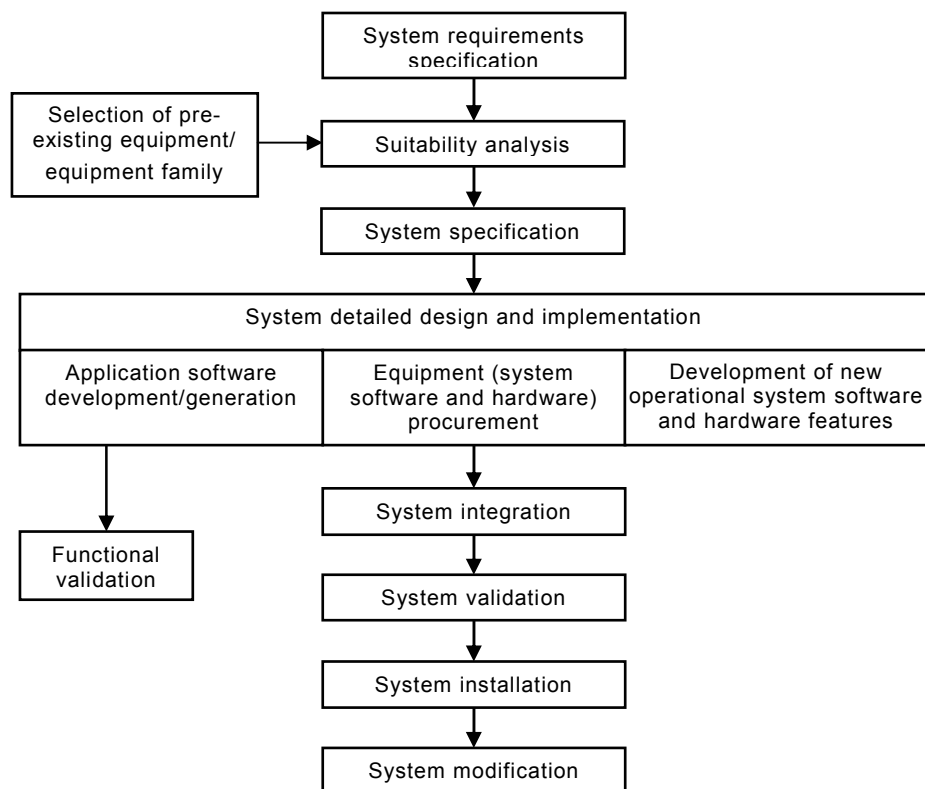 System requirements
specification
Selection of pre-
existing equipment/
equipment family
Suitability analysis
System specification
System detailed design and implementation
Application software
development/generation
Equipment (system
software and hardware)
procurement
Development of new
operational system software
and hardware features
System integration
Functional
validation
System validation
System installation
System modification